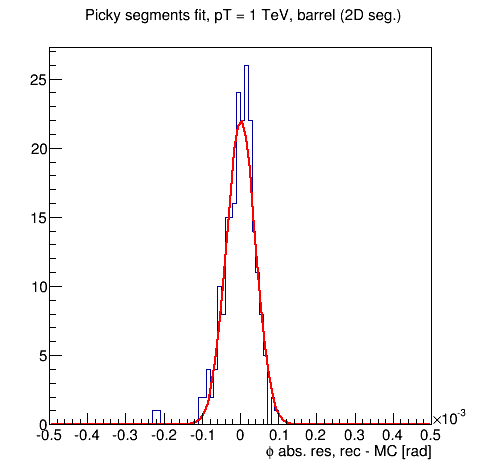 Picky segments fit, pT = 1 TeV, barrel (2D seg.)
25
20
15
10
5
0
-0.5 -0.4 -0.3 -0.2 -0.1 0 0.1 0.2 0.3 0.4 0.5
×10⁻³
ϕ abs. res, rec - MC [rad]